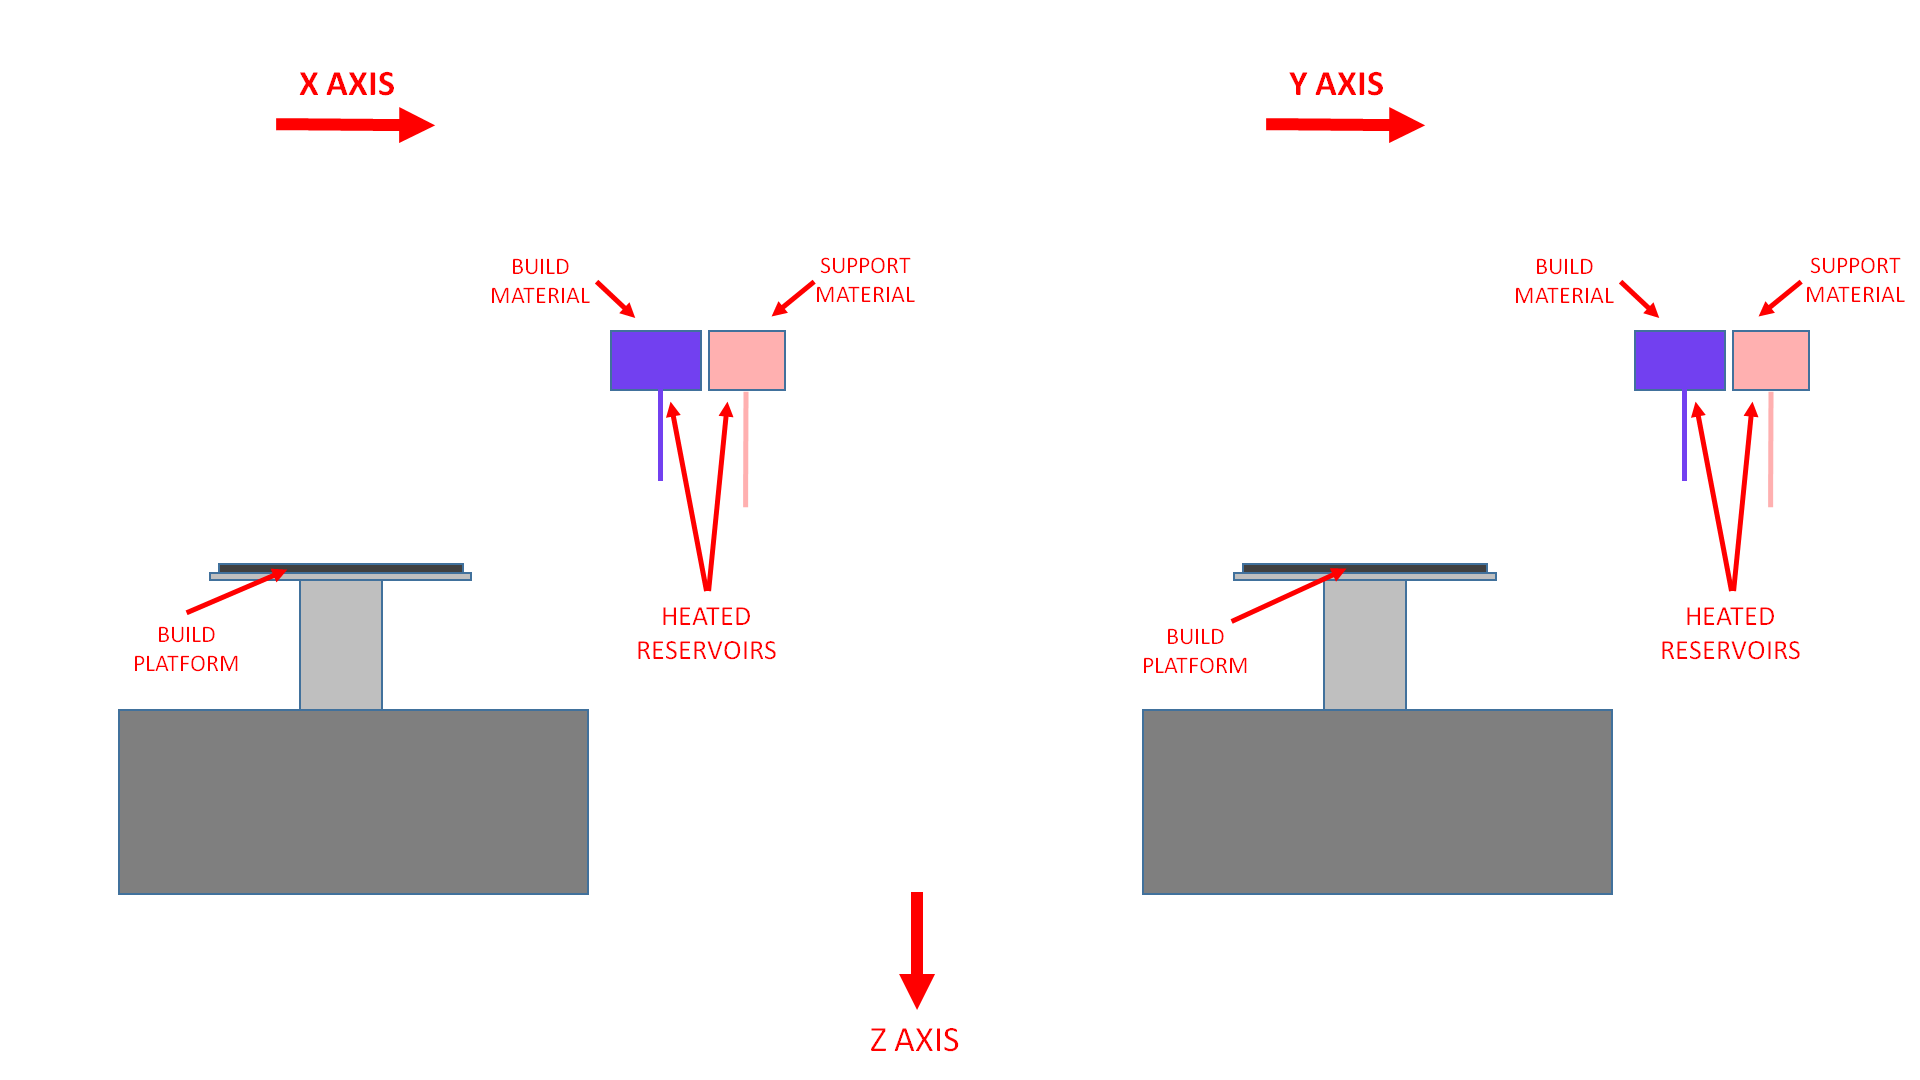 X AXIS
Y AXIS
BUILD
MATERIAL
SUPPORT
MATERIAL
BUILD
MATERIAL
SUPPORT
MATERIAL
HEATED
RESERVOIRS
HEATED
RESERVOIRS
BUILD
PLATFORM
BUILD
PLATFORM
Z AXIS